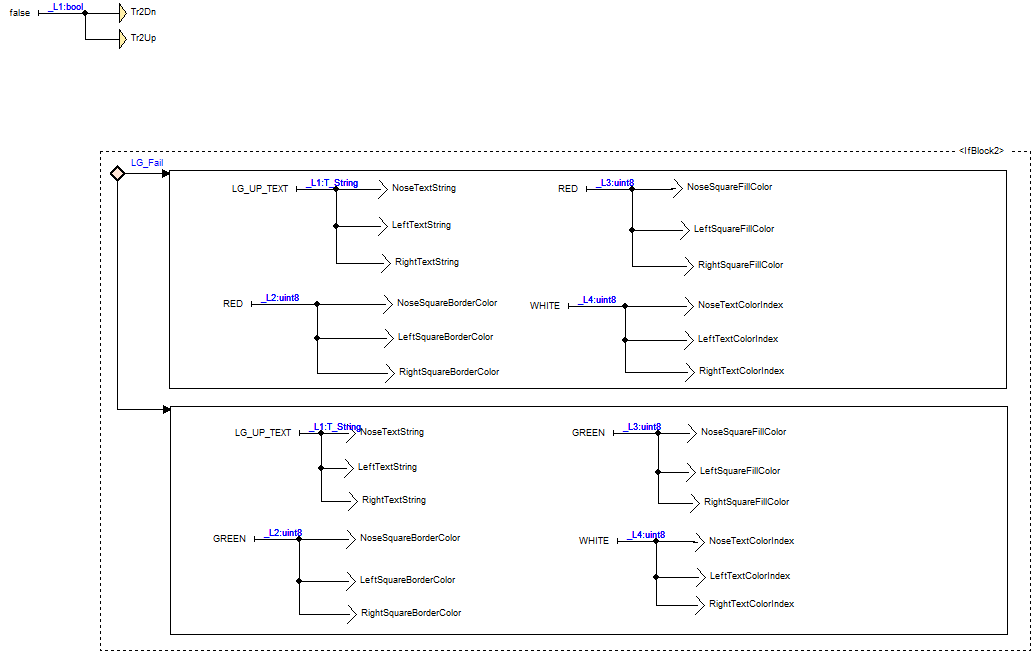 false _L1:bool Tr2Dn
Tr2Up
<IfBlock2>
LG_Fail
LG_UP_TEXT _L1:T_String NoseTextString
LeftTextString
RightTextString
RED _L3:uint8 NoseSquareFillColor
LeftSquareFillColor
RightSquareFillColor
RED _L2:uint8 NoseSquareBorderColor
LeftSquareBorderColor
RightSquareBorderColor
WHITE _L4:uint8 NoseTextColorIndex
LeftTextColorIndex
RightTextColorIndex
LG_UP_TEXT _L1:T_String NoseTextString
LeftTextString
RightTextString
GREEN _L3:uint8 NoseSquareFillColor
LeftSquareFillColor
RightSquareFillColor
GREEN _L2:uint8 NoseSquareBorderColor
LeftSquareBorderColor
RightSquareBorderColor
WHITE _L4:uint8 NoseTextColorIndex
LeftTextColorIndex
RightTextColorIndex